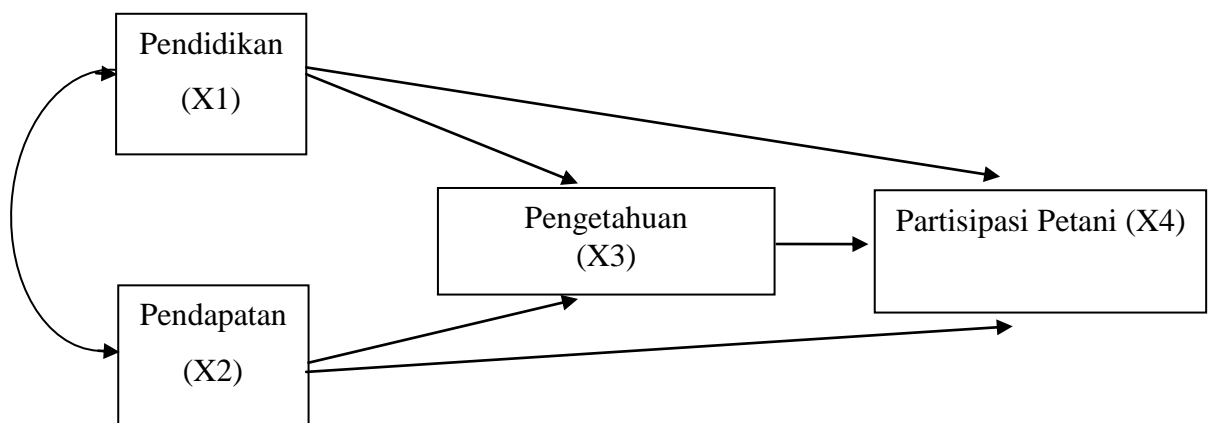 Pendidikan
(X1)
Pengetahuan
(X3)
Partisipasi Petani (X4)
Pendapatan
(X2)